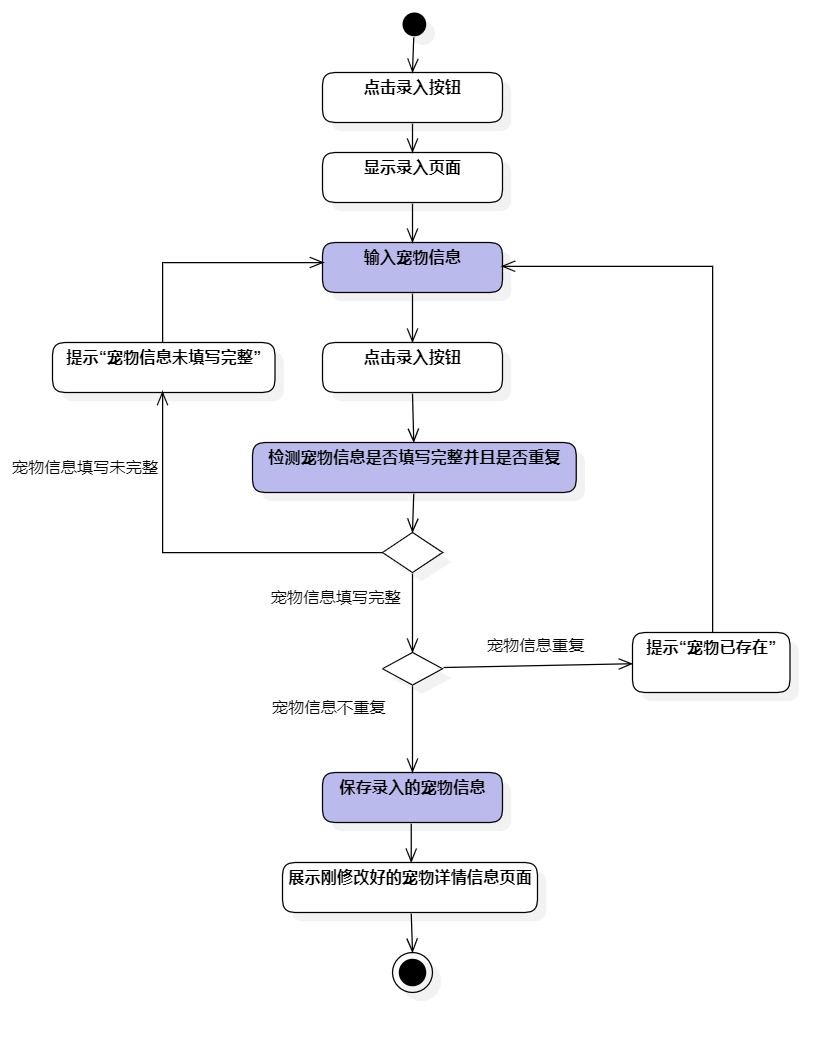 点击录入按钮
显示录入页面
输入宠物信息
提示“宠物信息未填写完整”
点击录入按钮
检测宠物信息是否填写完整并且是否重复
宠物信息填写未完整
宠物信息填写完整
宠物信息重复
提示“宠物已存在”
宠物信息不重复
保存录入的宠物信息
展示刚修改好的宠物详情信息页面